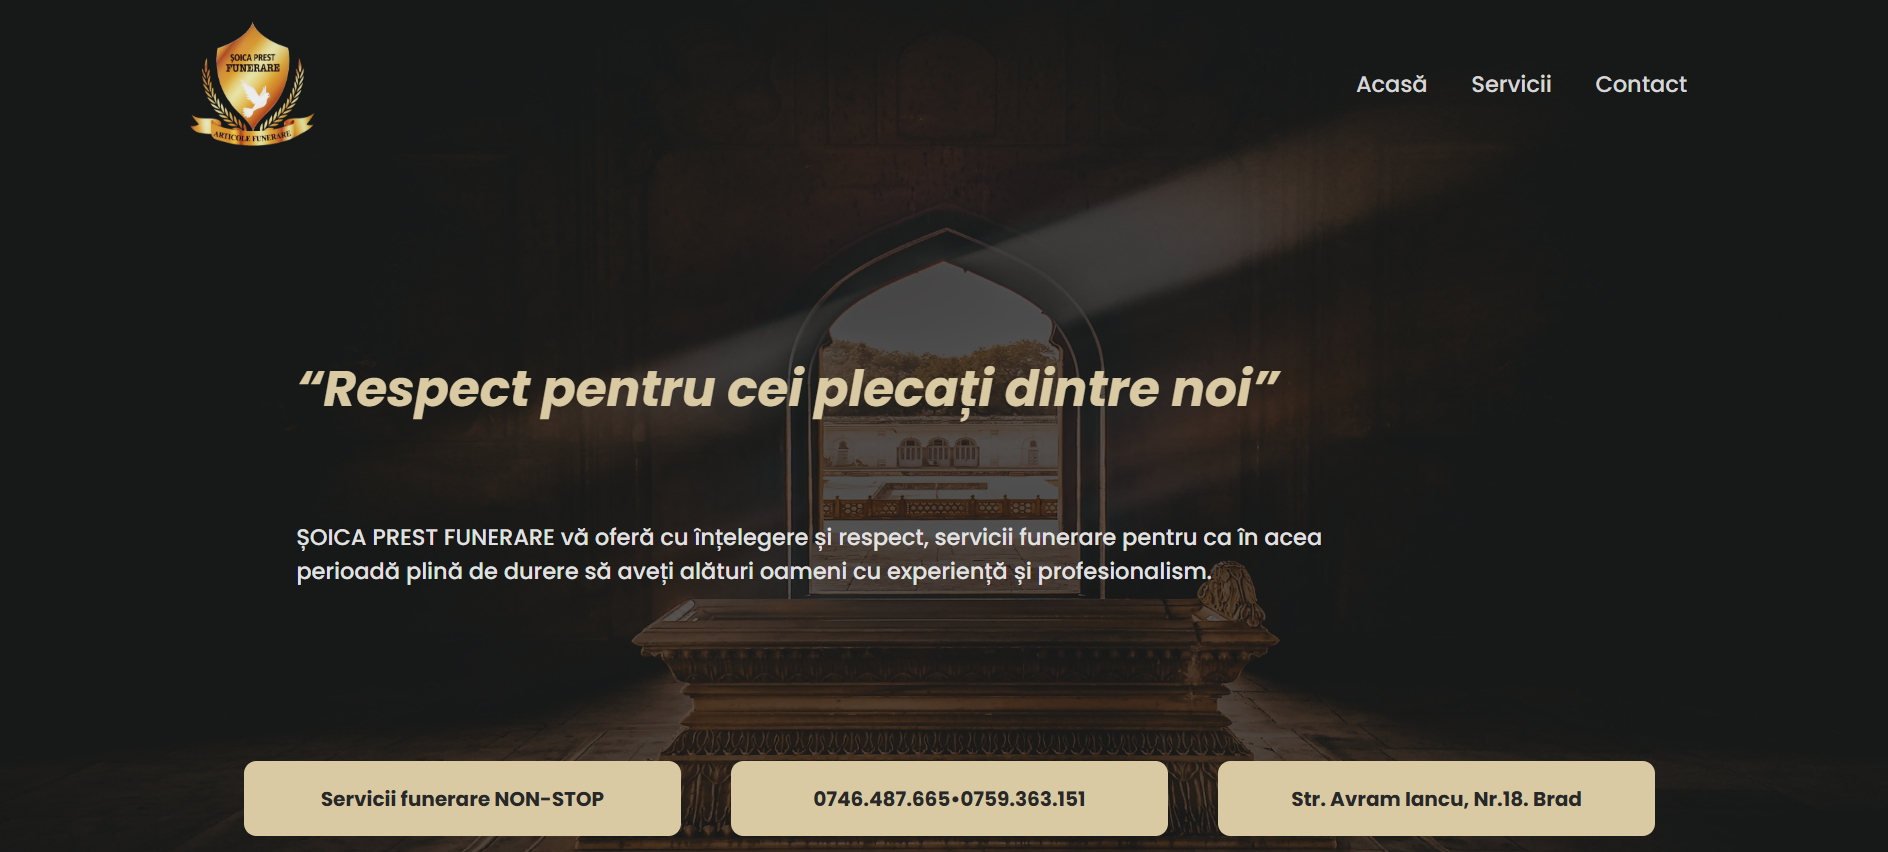 ȘOICA PREST
FUNERARE
ARTICOLE FUNERARE
Acasă
Servicii
Contact
“Respect pentru cei plecați dintre noi”
ȘOICA PREST FUNERARE vă oferă cu înțelegere și respect, servicii funerare pentru ca în acea
perioadă plină de durere să aveți alături oameni cu experiență și profesionalism.
Servicii funerare NON-STOP
0746.487.665•0759.363.151
Str. Avram Iancu, Nr.18. Brad